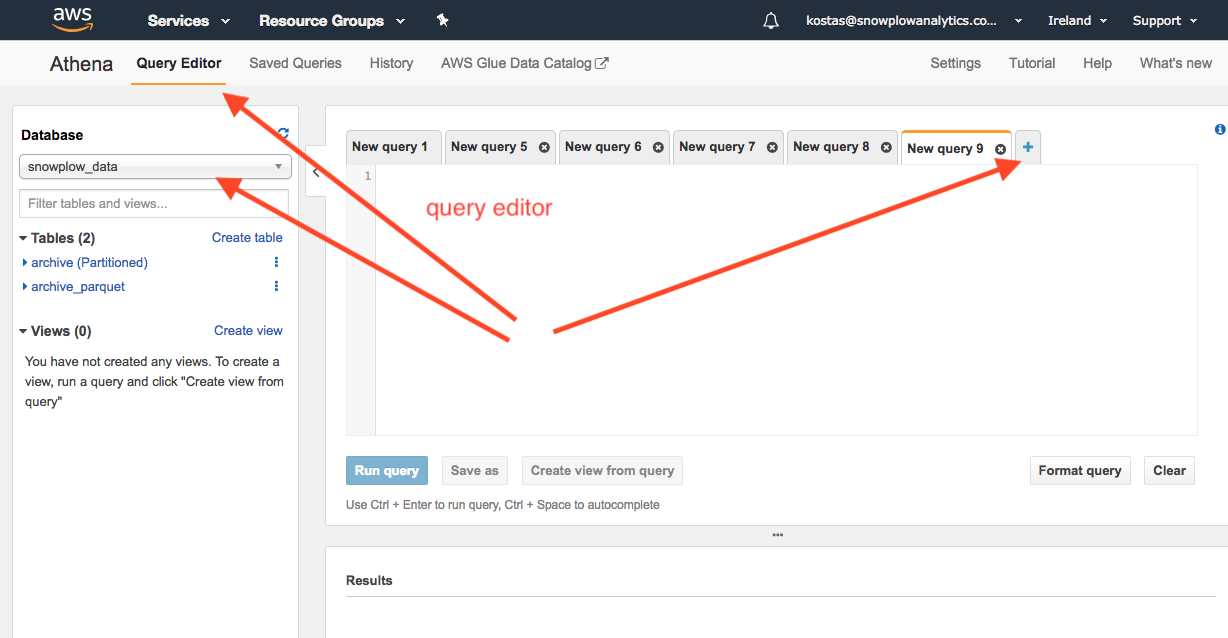 aws Services Resource Groups kostas@snowplowanalytics.co... Ireland Support
Athena Query Editor Saved Queries History AWS Glue Data Catalog Settings Tutorial Help What's new
Database
snowplow_data
Filter tables and views...
Tables (2) Create table
archive (Partitioned)
archive_parquet
Views (0) Create view
You have not created any views. To create a
view, run a query and click "Create view from
query"
New query 1 New query 5 New query 6 New query 7 New query 8 New query 9 +
1
query editor
Run query Save as Create view from query Format query Clear
Use Ctrl + Enter to run query, Ctrl + Space to autocomplete
Results